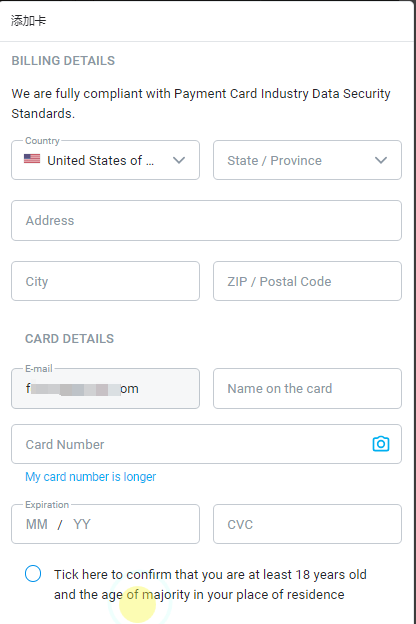 添加卡
BILLING DETAILS
We are fully compliant with Payment Card Industry Data Security
Standards.
Country
United States of ...
State / Province
Address
City
ZIP / Postal Code
CARD DETAILS
E-mail
f
om
Name on the card
Card Number
My card number is longer
Expiration
MM / YY
CVC
Tick here to confirm that you are at least 18 years old
and the age of majority in your place of residence